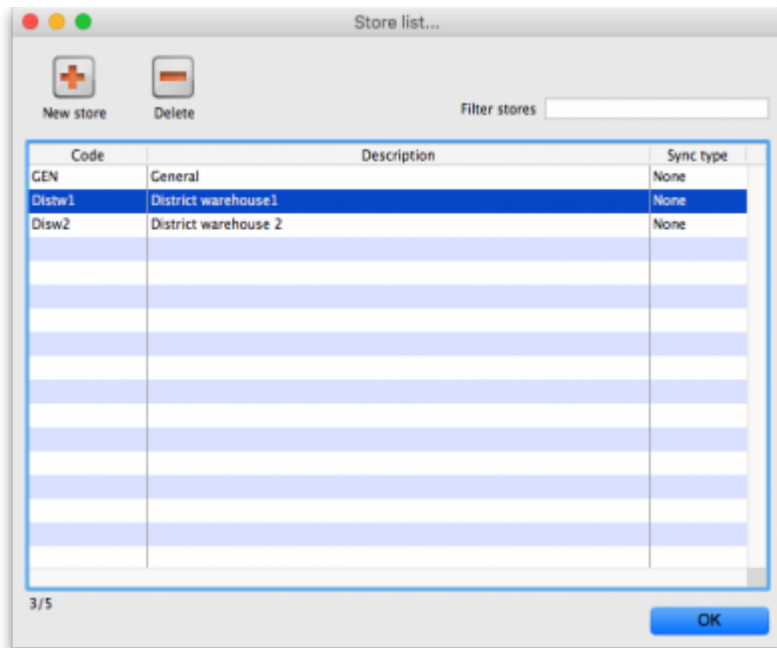 Store list...
New store Delete Filter stores
Code Description Sync type
GEN General None
Distw1 District warehouse1 None
Disw2 District warehouse 2 None
3/5
OK